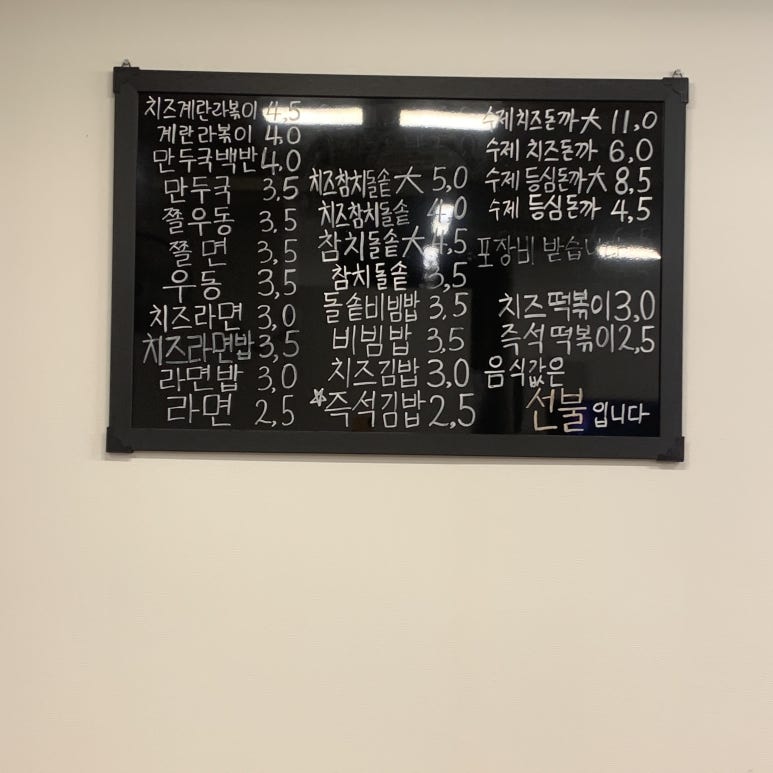 치즈계란라볶이 4,5
계란라볶이 4,0
만두국백반 4,0
만두국 3,5
쫄우동 3,5
쫄면 3,5
우동 3,5
치즈라면 3,0
치즈라면밥 3,5
라면밥 3,0
라면 2,5
치즈참치돌솥大 5,0
치즈참치돌솥 4,0
참치돌솥大 4,5
참치돌솥 3,5
돌솥비빔밥 3,5
비빔밥 3,5
치즈김밥 3,0
☆즉석김밥 2,5
수제치즈돈까大 11,0
수제 치즈돈까 6,0
수제 등심돈까大 8,5
수제 등심돈까 4,5
포장비 받습니다
치즈떡볶이 3,0
즉석떡볶이 2,5
음식값은
선불입니다